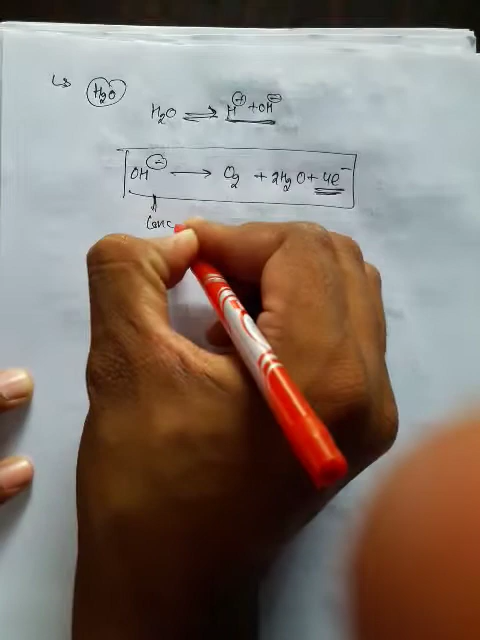 ↳ H₂O
H₂O ⇌ H⁺ + OH⁻
OH⁻ → O₂ + 2H₂O + 4e⁻
Conc